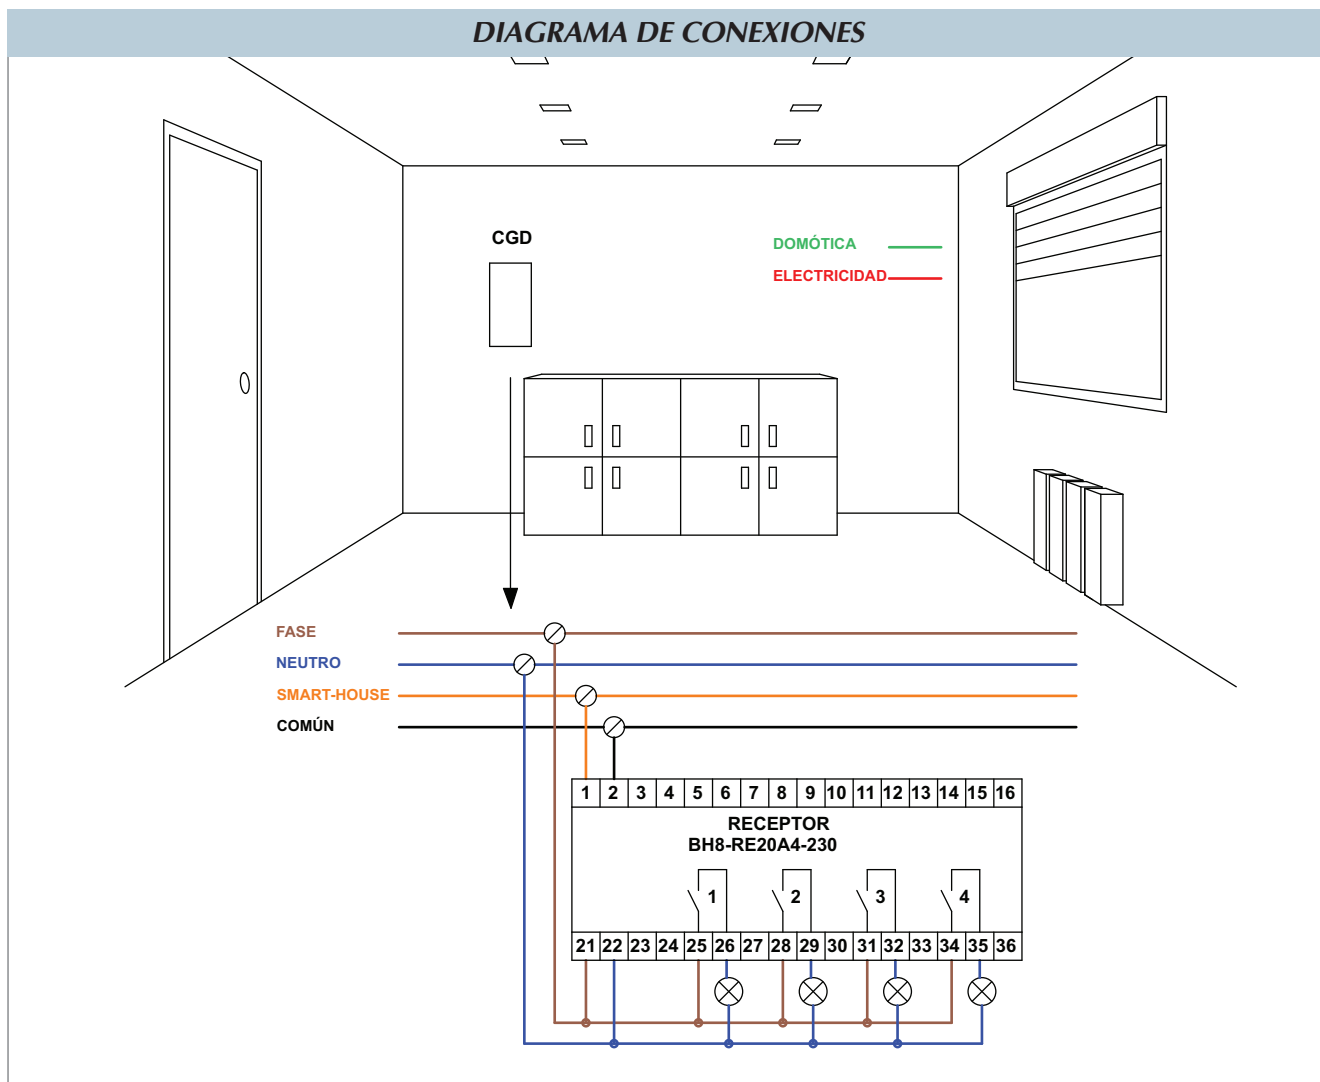 DIAGRAMA DE CONEXIONES
CGD
DOMÓTICA
ELECTRICIDAD
FASE
NEUTRO
SMART-HOUSE
COMÚN
1 2 3 4 5 6 7 8 9 10 11 12 13 14 15 16
RECEPTOR
BH8-RE20A4-230
1 2 3 4
21 22 23 24 25 26 27 28 29 30 31 32 33 34 35 36